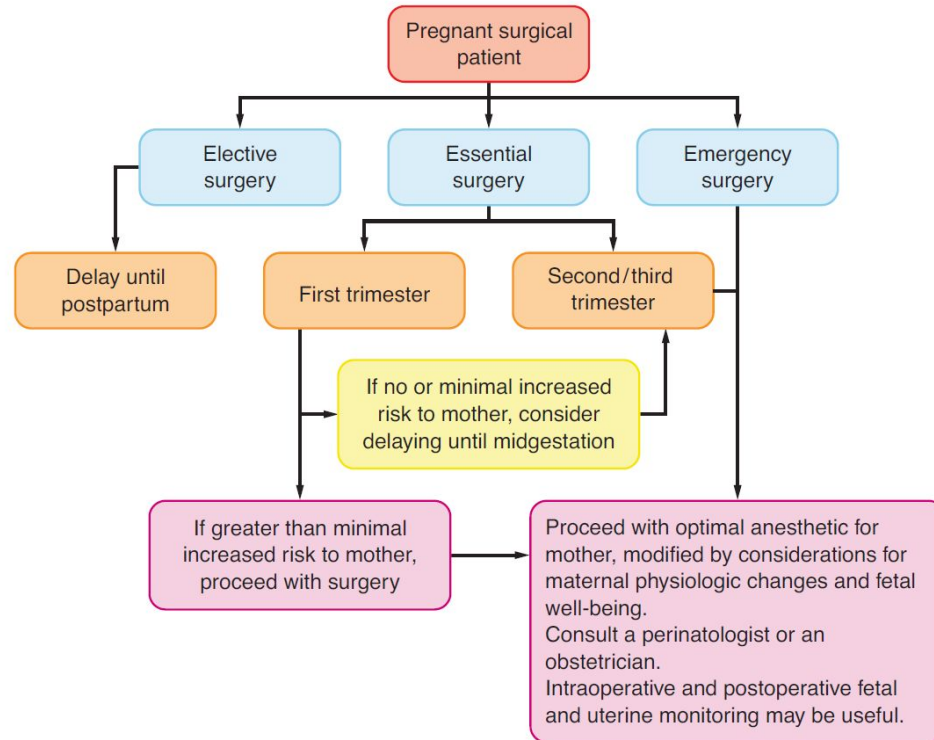 Pregnant surgical
patient
Elective
surgery
Essential
surgery
Emergency
surgery
Delay until
postpartum
First trimester
Second/third
trimester
If no or minimal increased
risk to mother, consider
delaying until midgestation
If greater than minimal
increased risk to mother,
proceed with surgery
Proceed with optimal anesthetic for
mother, modified by considerations for
maternal physiologic changes and fetal
well-being.
Consult a perinatologist or an
obstetrician.
Intraoperative and postoperative fetal
and uterine monitoring may be useful.